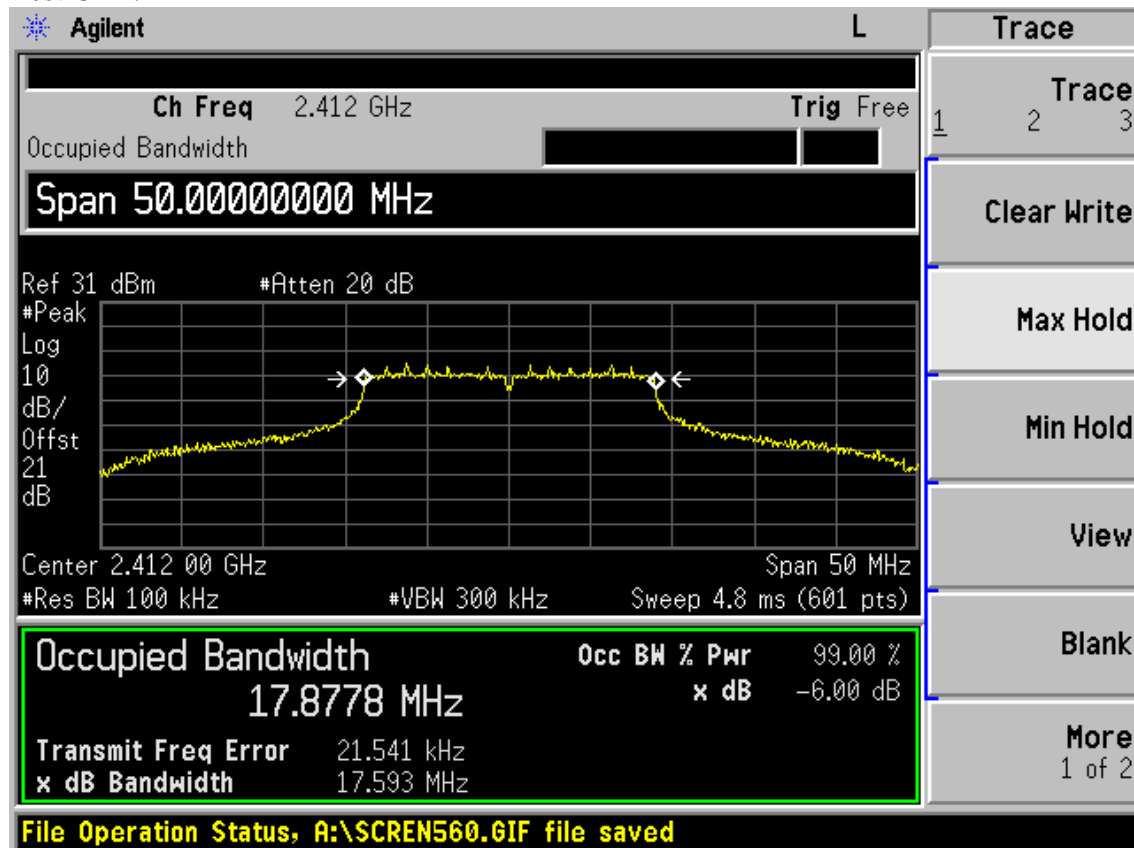 Agilent L
Ch Freq 2.412 GHz Trig Free
Occupied Bandwidth
Span 50.00000000 MHz
Ref 31 dBm #Atten 20 dB
#Peak
Log
10
dB/
Offst
21
dB
Center 2.412 00 GHz Span 50 MHz
#Res BW 100 kHz #VBW 300 kHz Sweep 4.8 ms (601 pts)
Occupied Bandwidth
17.8778 MHz
Occ BW % Pwr 99.00 %
x dB -6.00 dB
Transmit Freq Error 21.541 kHz
x dB Bandwidth 17.593 MHz
File Operation Status, A:\SCREN560.GIF file saved
Trace
Trace
1 2 3
Clear Write
Max Hold
Min Hold
View
Blank
More
1 of 2